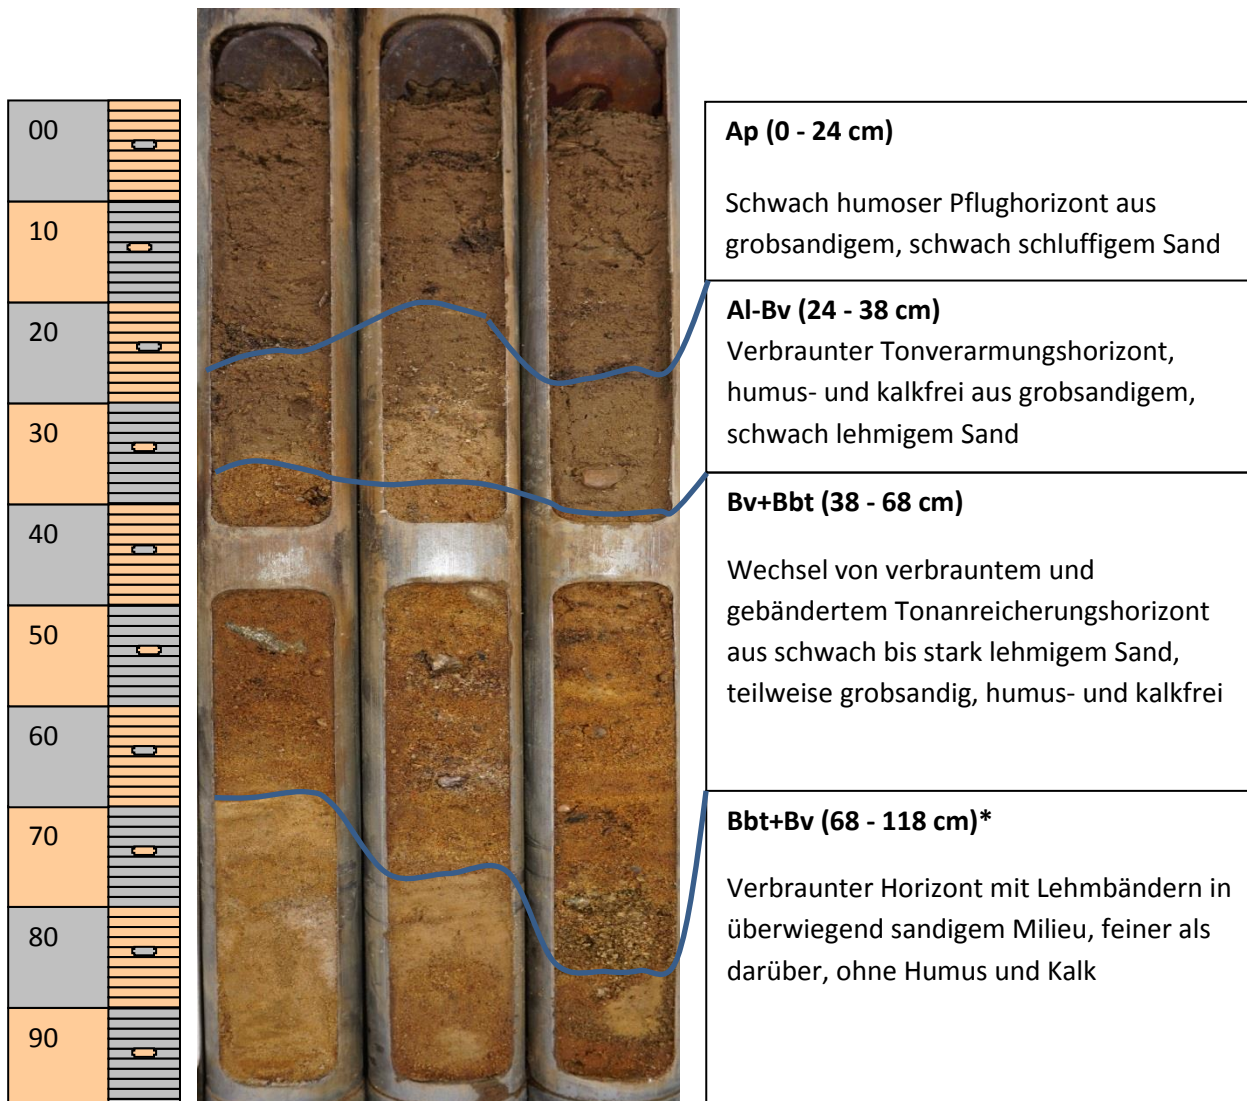 00
10
20
30
40
50
60
70
80
90
Ap (0 - 24 cm)
Schwach humoser Pflughorizont aus
grobsandigem, schwach schluffigem Sand
Al-Bv (24 - 38 cm)
Verbraunter Tonverarmungshorizont,
humus- und kalkfrei aus grobsandigem,
schwach lehmigem Sand
Bv+Bbt (38 - 68 cm)
Wechsel von verbrauntem und
gebändertem Tonanreicherungshorizont
aus schwach bis stark lehmigem Sand,
teilweise grobsandig, humus- und kalkfrei
Bbt+Bv (68 - 118 cm)*
Verbraunter Horizont mit Lehmbändern in
überwiegend sandigem Milieu, feiner als
darüber, ohne Humus und Kalk